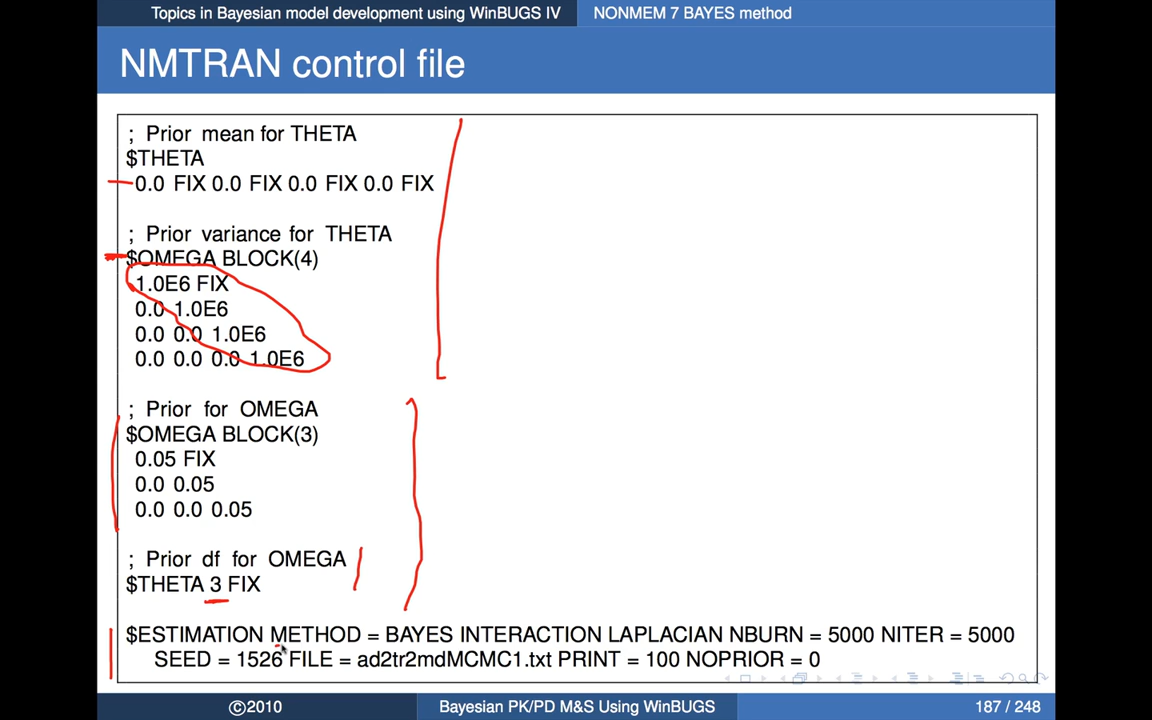 Topics in Bayesian model development using WinBUGS IV NONMEM 7 BAYES method
NMTRAN control file
; Prior mean for THETA
$THETA
0.0 FIX 0.0 FIX 0.0 FIX 0.0 FIX
; Prior variance for THETA
$OMEGA BLOCK(4)
1.0E6 FIX
0.0 1.0E6
0.0 0.0 1.0E6
0.0 0.0 0.0 1.0E6
; Prior for OMEGA
$OMEGA BLOCK(3)
0.05 FIX
0.0 0.05
0.0 0.0 0.05
; Prior df for OMEGA
$THETA 3 FIX
$ESTIMATION METHOD = BAYES INTERACTION LAPLACIAN NBURN = 5000 NITER = 5000
SEED = 1526 FILE = ad2tr2mdMCMC1.txt PRINT = 100 NOPRIOR = 0
©2010 Bayesian PK/PD M&S Using WinBUGS 187 / 248